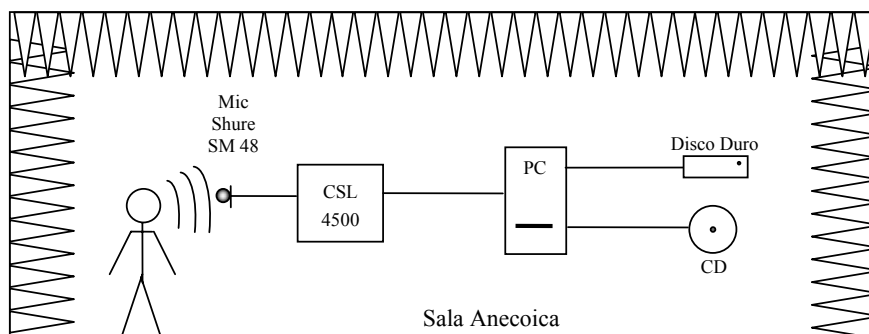 Mic
Shure
SM 48
CSL
4500
PC
Disco Duro
CD
Sala Anecoica